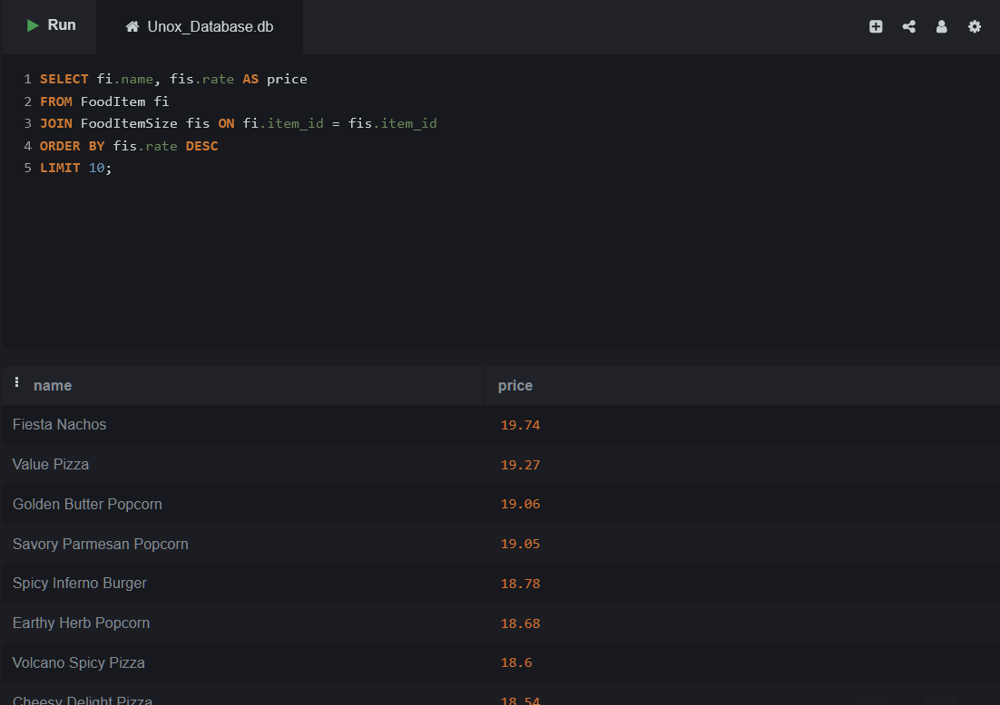 Run
Unox_Database.db
1 SELECT fi.name, fis.rate AS price
2 FROM FoodItem fi
3 JOIN FoodItemSize fis ON fi.item_id = fis.item_id
4 ORDER BY fis.rate DESC
5 LIMIT 10;
name price
Fiesta Nachos 19.74
Value Pizza 19.27
Golden Butter Popcorn 19.06
Savory Parmesan Popcorn 19.05
Spicy Inferno Burger 18.78
Earthy Herb Popcorn 18.68
Volcano Spicy Pizza 18.6
Cheesy Delight Pizza 18.54